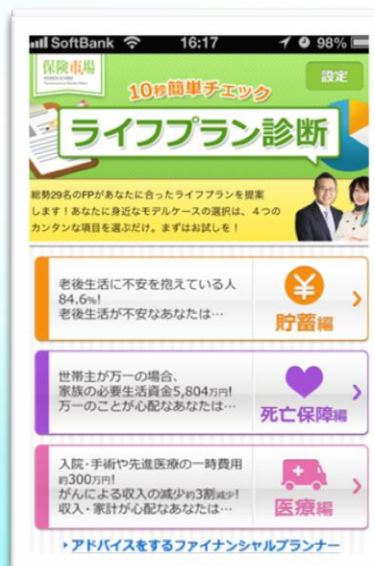 SoftBank 16:17 98%
保険市場
設定
10秒簡単チェック
ライフプラン診断
総勢29名のFPがあなたに合ったライフプランを提案
します！あなたに身近なモデルケースの選択は、4つの
カンタンな項目を選ぶだけ。まずはお試しを！
老後生活に不安を抱えている人
84.6%!
老後生活が不安なあなたは…
貯蓄編
世帯主が万一の場合、
家族の必要生活資金5,804万円!
万一のことが心配なあなたは…
死亡保障編
入院・手術や先進医療の一時費用
約300万円!
がんによる収入の減少約3割減少!
収入・家計が心配なあなたは…
医療編
アドバイスをするファイナンシャルプランナー